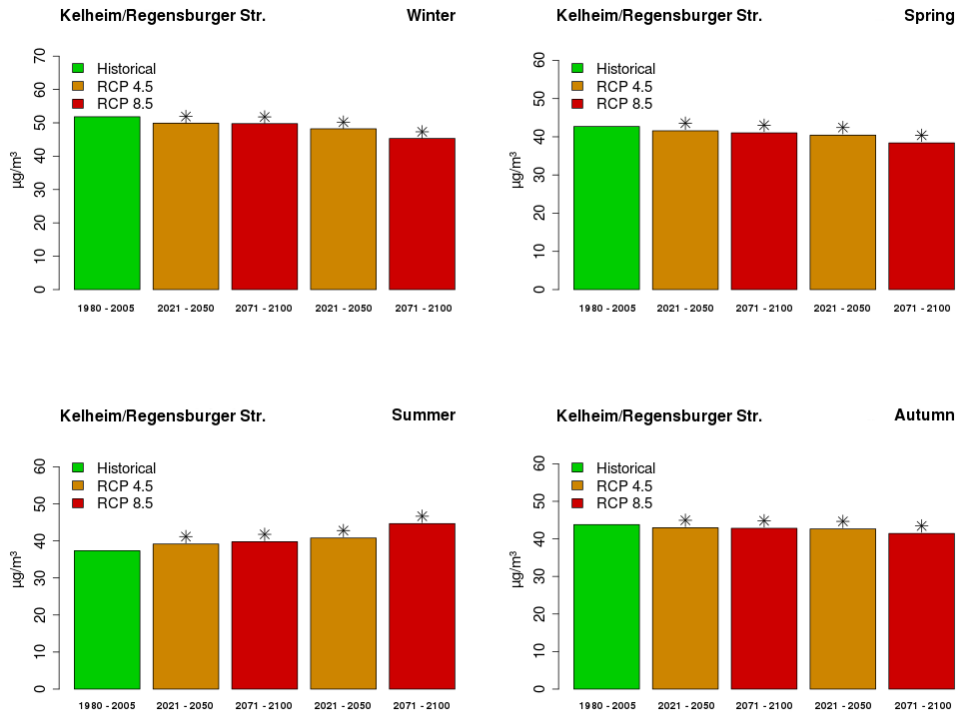 Kelheim/Regensburger Str. Winter
Historical
RCP 4.5
RCP 8.5
µg/m³
70
60
50
40
30
20
10
0
1980 - 2005 2021 - 2050 2071 - 2100 2021 - 2050 2071 - 2100
Kelheim/Regensburger Str. Spring
Historical
RCP 4.5
RCP 8.5
µg/m³
60
50
40
30
20
10
0
1980 - 2005 2021 - 2050 2071 - 2100 2021 - 2050 2071 - 2100
Kelheim/Regensburger Str. Summer
Historical
RCP 4.5
RCP 8.5
µg/m³
60
50
40
30
20
10
0
1980 - 2005 2021 - 2050 2071 - 2100 2021 - 2050 2071 - 2100
Kelheim/Regensburger Str. Autumn
Historical
RCP 4.5
RCP 8.5
µg/m³
60
50
40
30
20
10
0
1980 - 2005 2021 - 2050 2071 - 2100 2021 - 2050 2071 - 2100